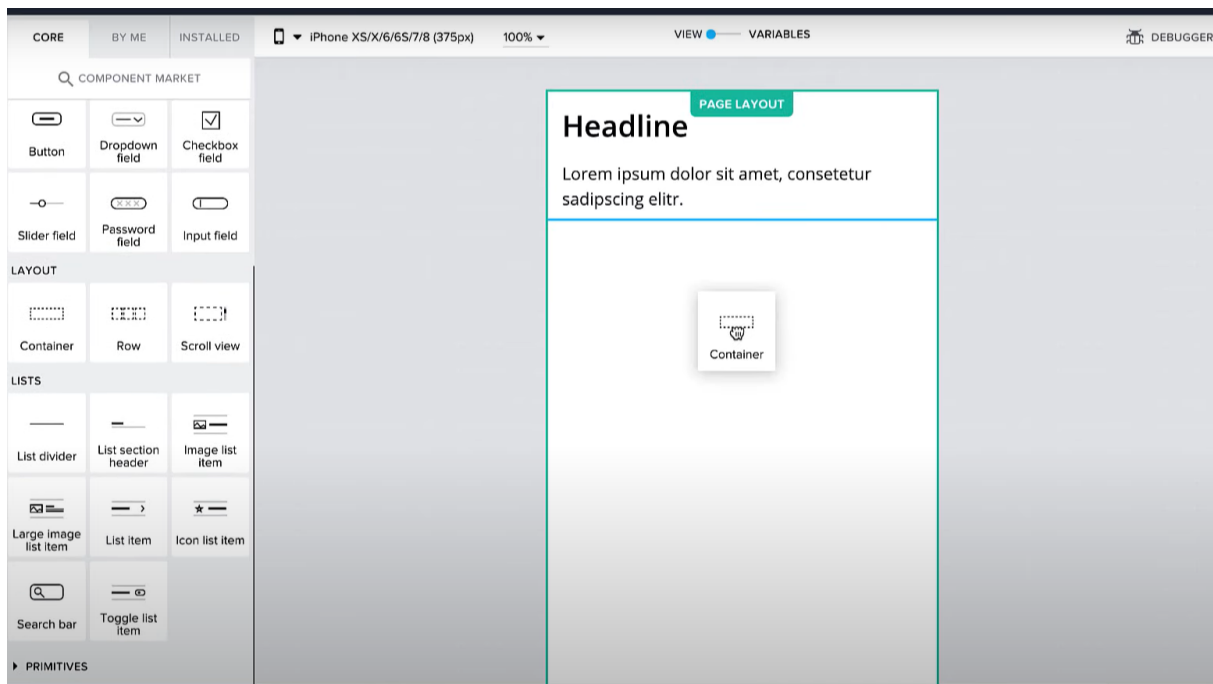 CORE
BY ME
INSTALLED
iPhone XS/X/6/6S/7/8 (375px)
100%
VIEW
VARIABLES
DEBUGGER
COMPONENT MARKET
Button
Dropdown
field
Checkbox
field
Slider field
Password
field
Input field
LAYOUT
Container
Row
Scroll view
LISTS
List divider
List section
header
Image list
item
Large image
list item
List item
Icon list item
Search bar
Toggle list
item
PRIMITIVES
PAGE LAYOUT
Headline
Lorem ipsum dolor sit amet, consetetur
sadipscing elitr.
Container